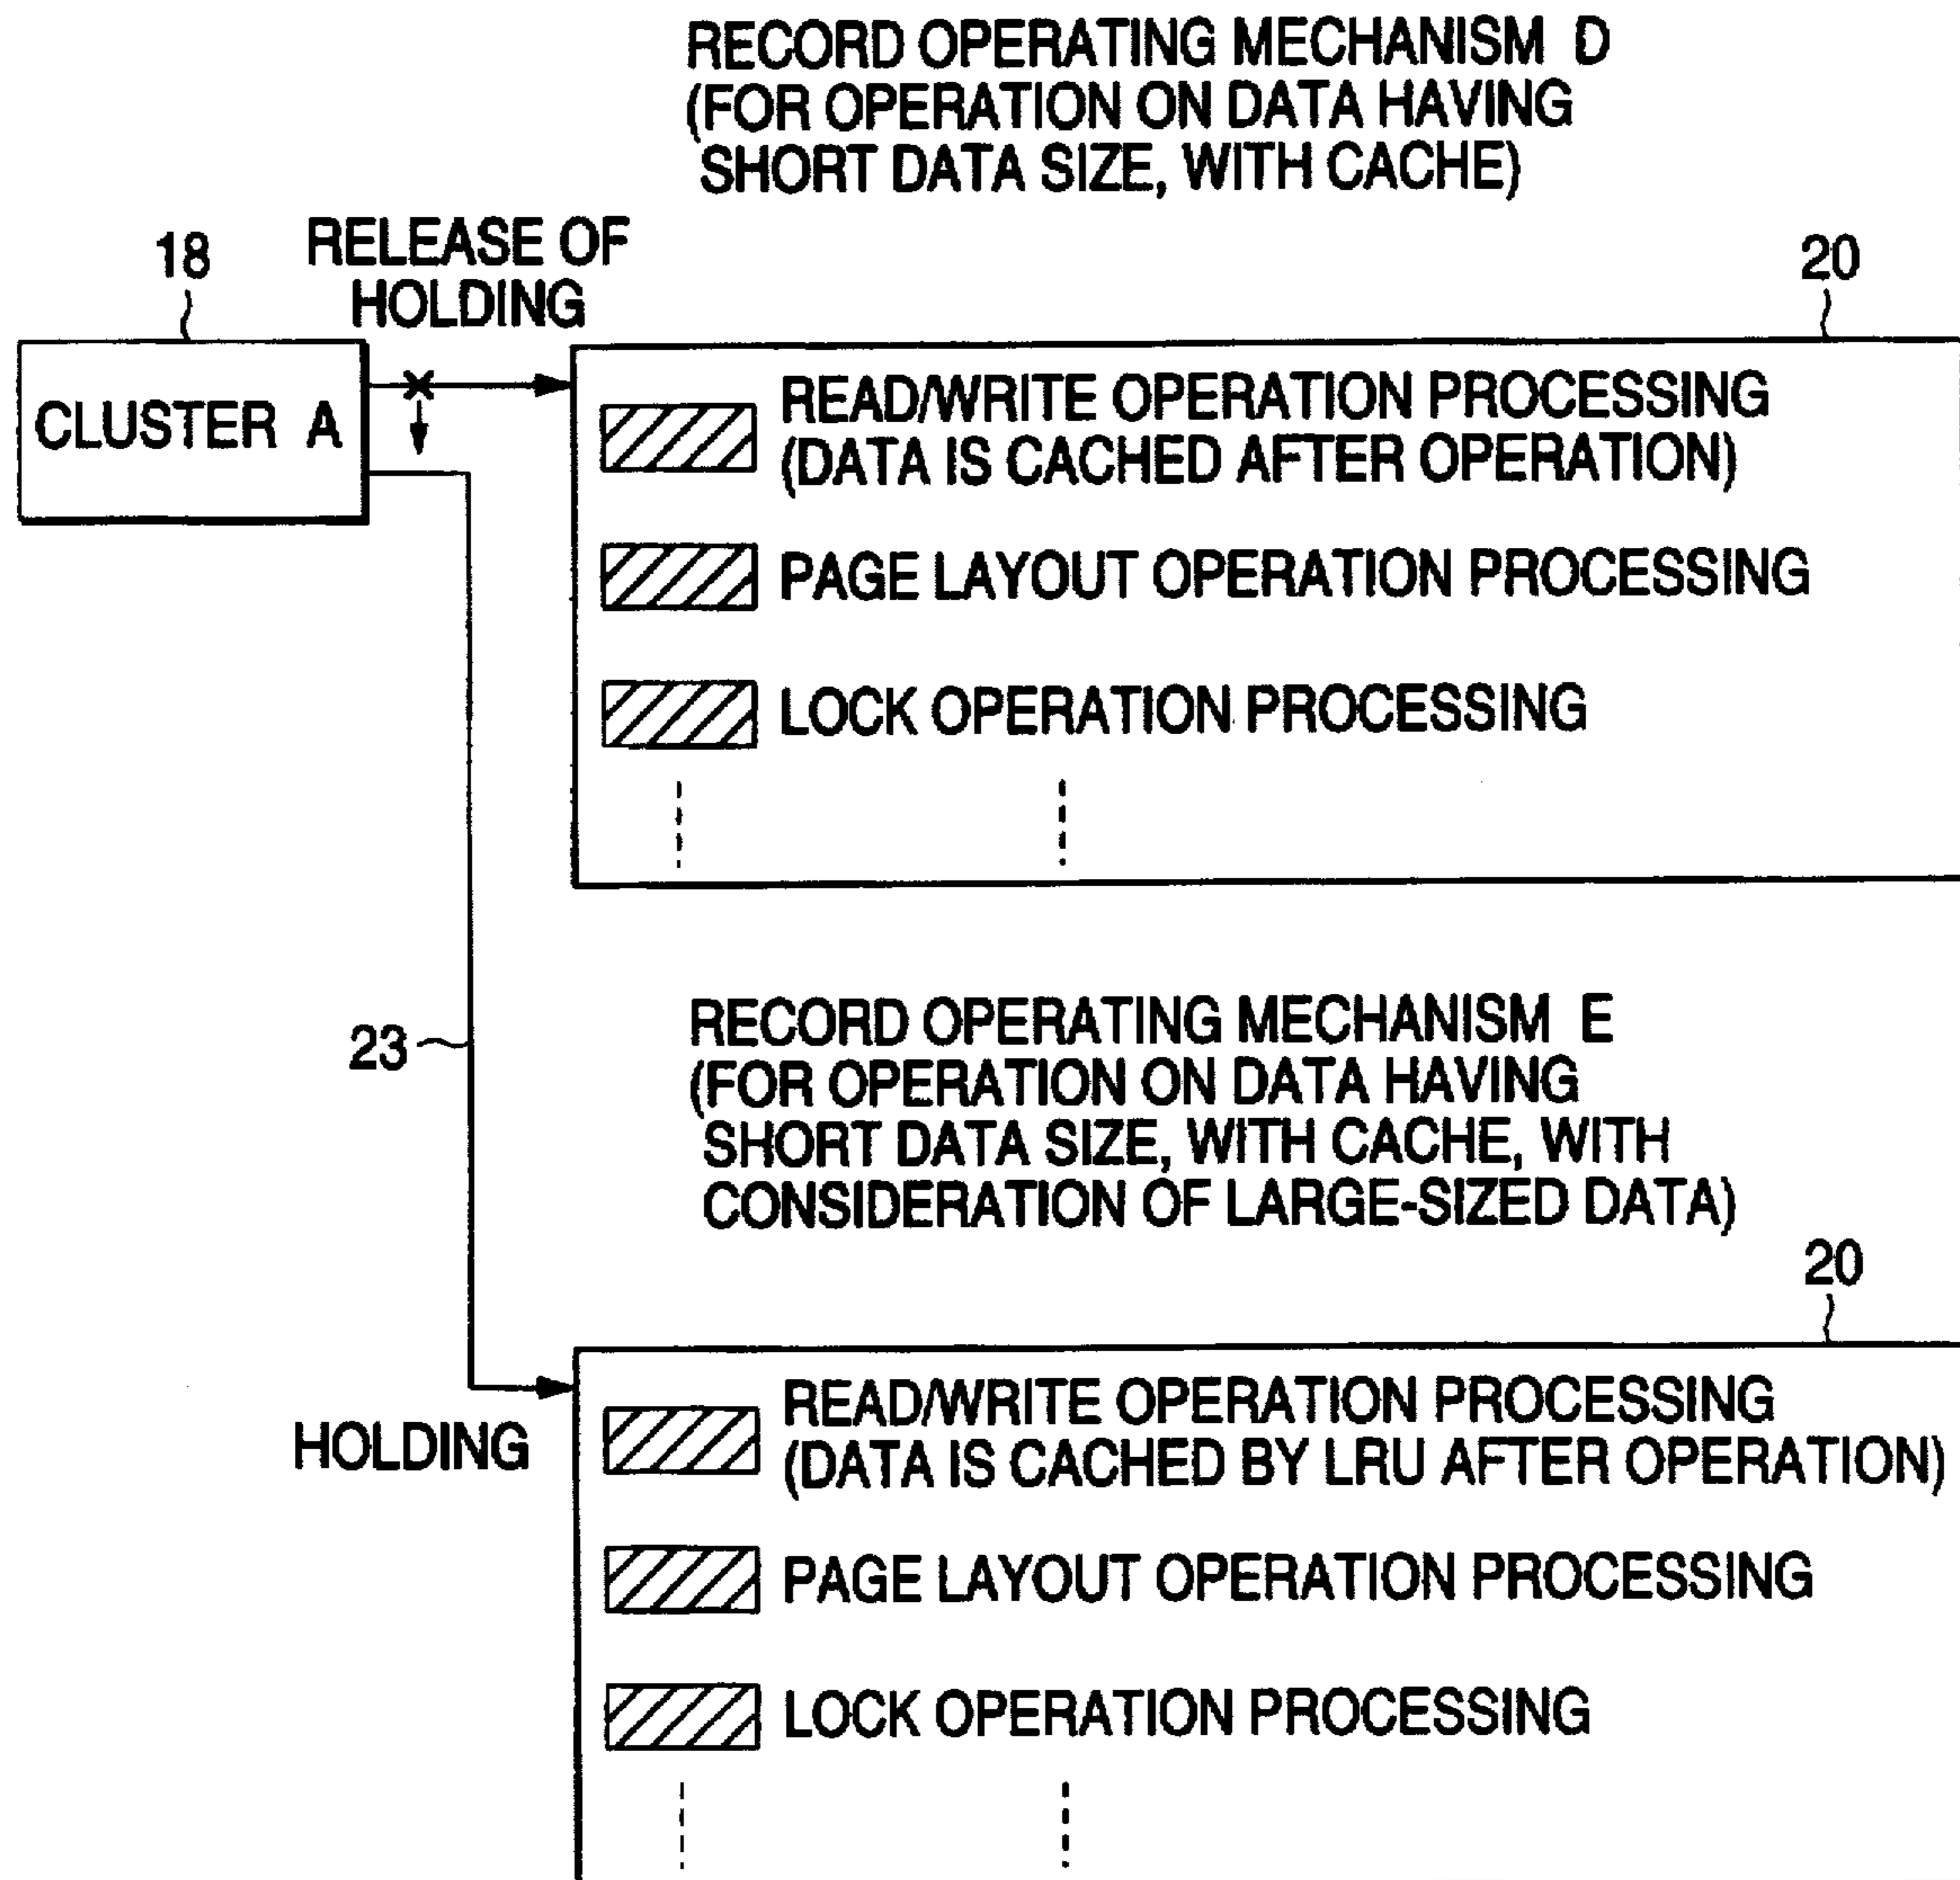 RECORD OPERATING MECHANISM D
(FOR OPERATION ON DATA HAVING
SHORT DATA SIZE, WITH CACHE)
18
RELEASE OF
HOLDING
20
CLUSTER A
READ/WRITE OPERATION PROCESSING
(DATA IS CACHED AFTER OPERATION)
PAGE LAYOUT OPERATION PROCESSING
LOCK OPERATION PROCESSING
23
RECORD OPERATING MECHANISM E
(FOR OPERATION ON DATA HAVING
SHORT DATA SIZE, WITH CACHE, WITH
CONSIDERATION OF LARGE-SIZED DATA)
20
HOLDING
READ/WRITE OPERATION PROCESSING
(DATA IS CACHED BY LRU AFTER OPERATION)
PAGE LAYOUT OPERATION PROCESSING
LOCK OPERATION PROCESSING